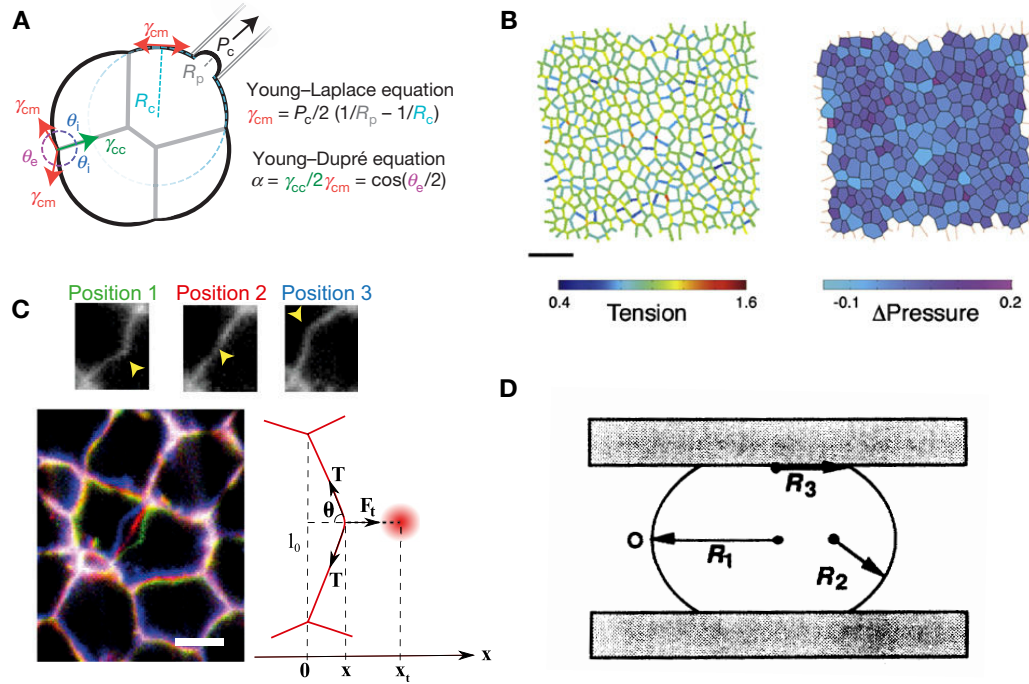 A
γcm
Pc
Rp
Rc
Young–Laplace equation
γcm = Pc/2 (1/Rp – 1/Rc)
γcm
θi
γcc
θe
θi
γcm
Young–Dupré equation
α = γcc/2γcm = cos(θe/2)
B
0.4
1.6
Tension
-0.1
0.2
ΔPressure
C
Position 1
Position 2
Position 3
T
θ
Ft
l0
T
0
x
xt
x
D
R3
O
R1
R2